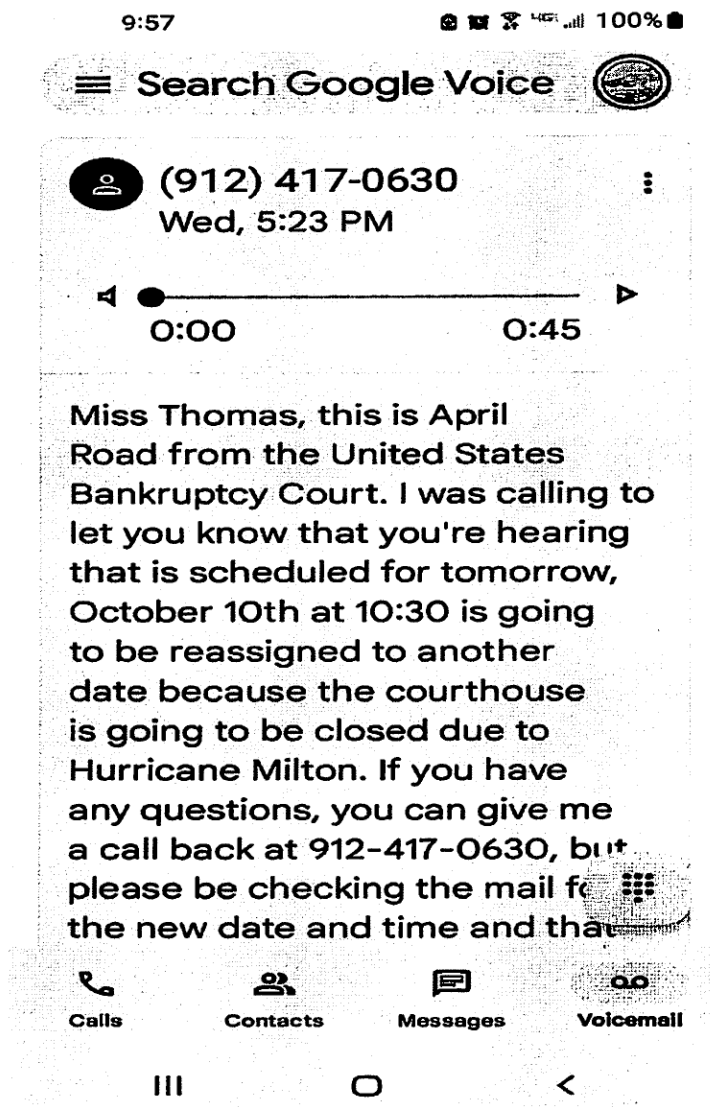 9:57 4G 100%
Search Google Voice
(912) 417-0630
Wed, 5:23 PM
0:00 0:45
Miss Thomas, this is April
Road from the United States
Bankruptcy Court. I was calling to
let you know that you're hearing
that is scheduled for tomorrow,
October 10th at 10:30 is going
to be reassigned to another
date because the courthouse
is going to be closed due to
Hurricane Milton. If you have
any questions, you can give me
a call back at 912-417-0630, but
please be checking the mail
the new date and time and that
Calls Contacts Messages Voicemail